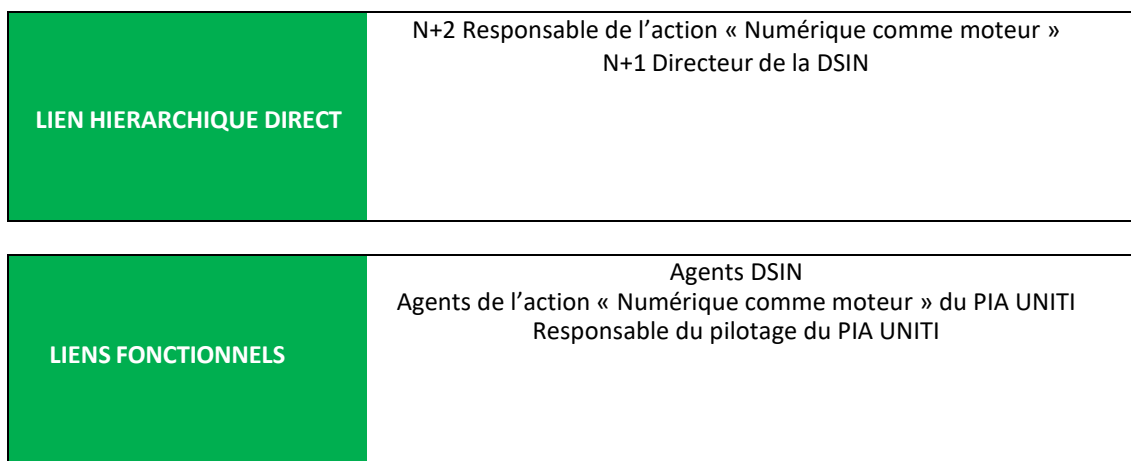 N+2 Responsable de l’action « Numérique comme moteur »
N+1 Directeur de la DSIN
LIEN HIERARCHIQUE DIRECT
Agents DSIN
Agents de l’action « Numérique comme moteur » du PIA UNITI
Responsable du pilotage du PIA UNITI
LIENS FONCTIONNELS